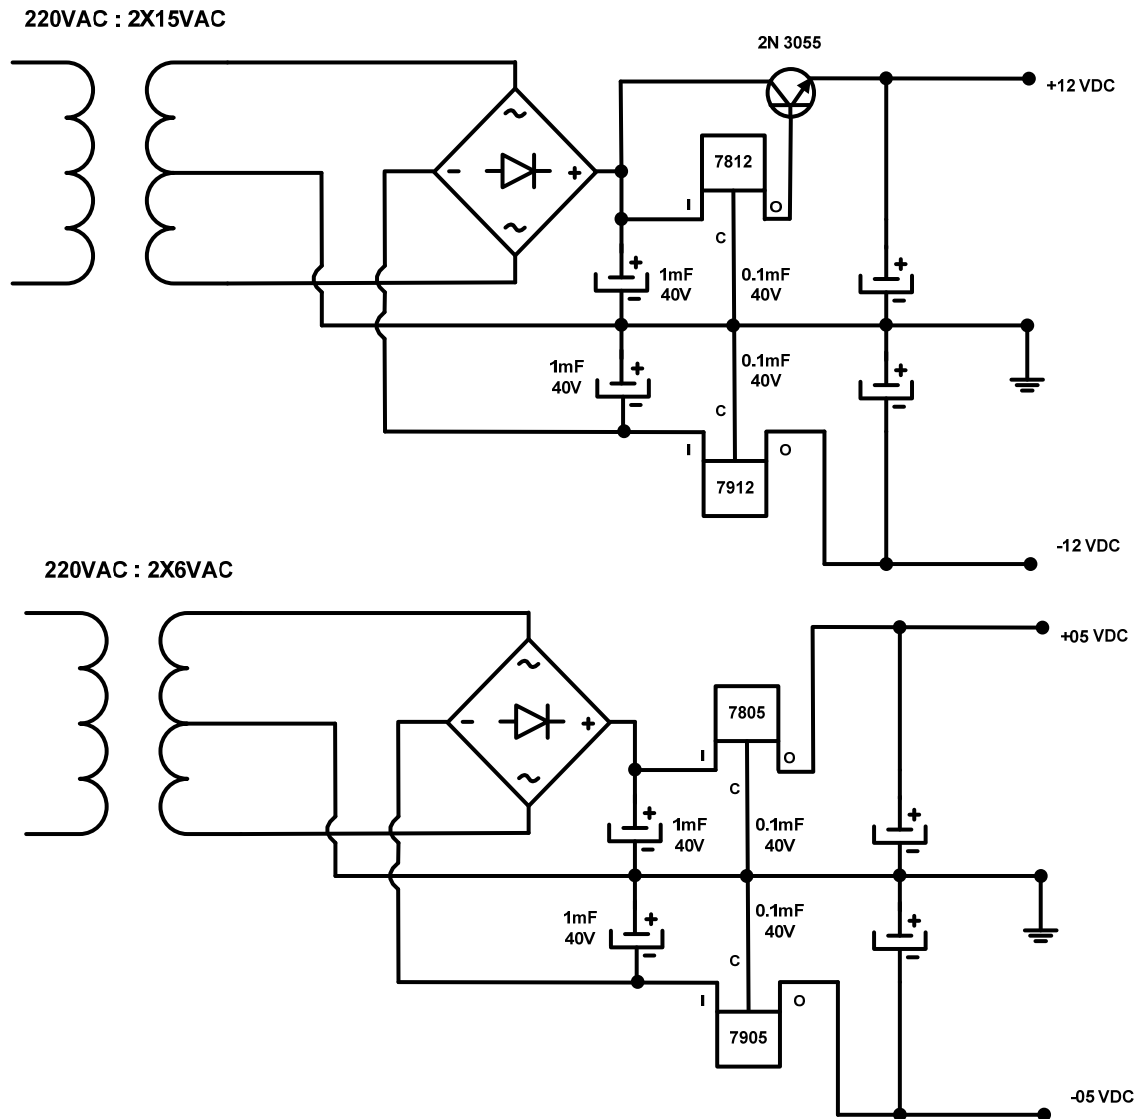 220VAC : 2X15VAC
2N 3055
+12 VDC
7812
- +
I
O
C
+
1mF
40V
-
0.1mF
40V
+
-
1mF
40V
+
-
0.1mF
40V
+
-
C
I
O
7912
-12 VDC
220VAC : 2X6VAC
+05 VDC
7805
- +
I
O
C
+
1mF
40V
-
0.1mF
40V
+
-
1mF
40V
+
-
0.1mF
40V
+
-
C
I
O
7905
-05 VDC